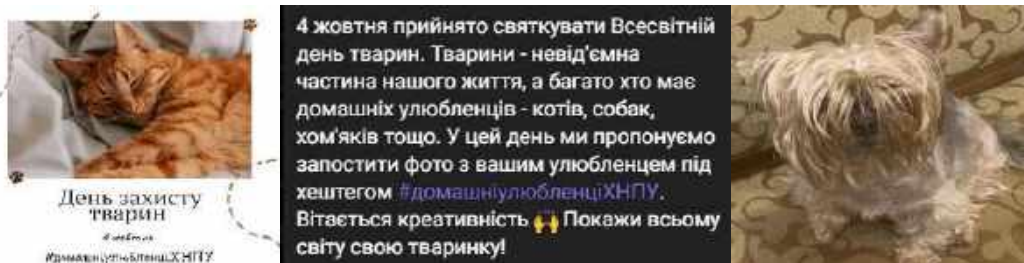 День захисту
тварин
4 жовтня
#домашніулюбленціХНПУ
4 жовтня прийнято святкувати Всесвітній
день тварин. Тварини - невід'ємна
частина нашого життя, а багато хто має
домашніх улюбленців - котів, собак,
хом'яків тощо. У цей день ми пропонуємо
запостити фото з вашим улюбленцем під
хештегом #домашніулюбленціХНПУ.
Вітається креативність 🙌 Покажи всьому
світу свою тваринку!